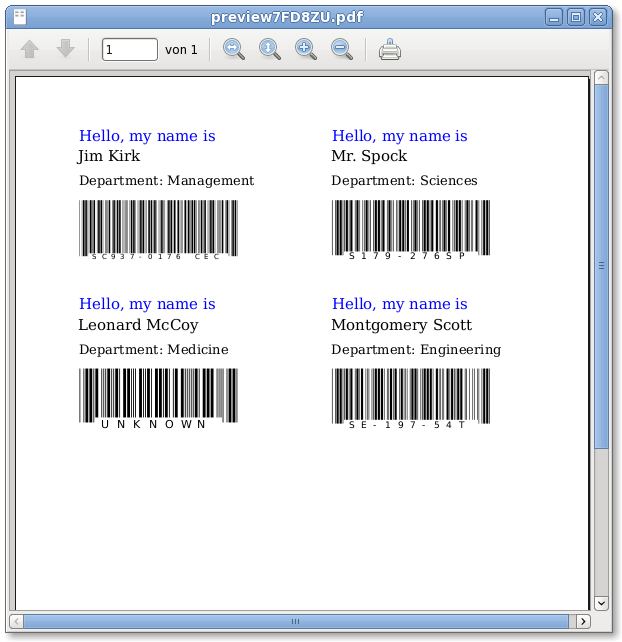 preview7FD8ZU.pdf
1 von 1
Hello, my name is
Jim Kirk
Department: Management
SC937-0176 CEC
Hello, my name is
Mr. Spock
Department: Sciences
S179-276SP
Hello, my name is
Leonard McCoy
Department: Medicine
UNKNOWN
Hello, my name is
Montgomery Scott
Department: Engineering
SE-197-54T